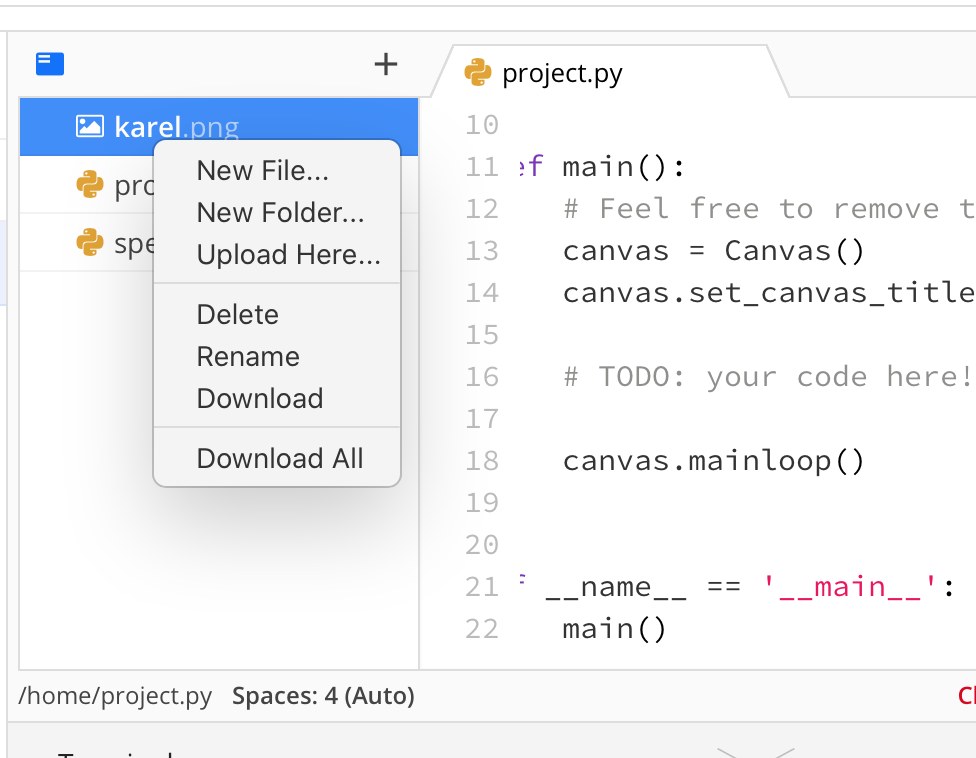 project.py
karel.png
pro
spe
New File...
New Folder...
Upload Here...
Delete
Rename
Download
Download All
10
11 ef main():
12 # Feel free to remove t
13 canvas = Canvas()
14 canvas.set_canvas_title
15
16 # TODO: your code here!
17
18 canvas.mainloop()
19
20
21 f __name__ == '__main__':
22 main()
/home/project.py Spaces: 4 (Auto)